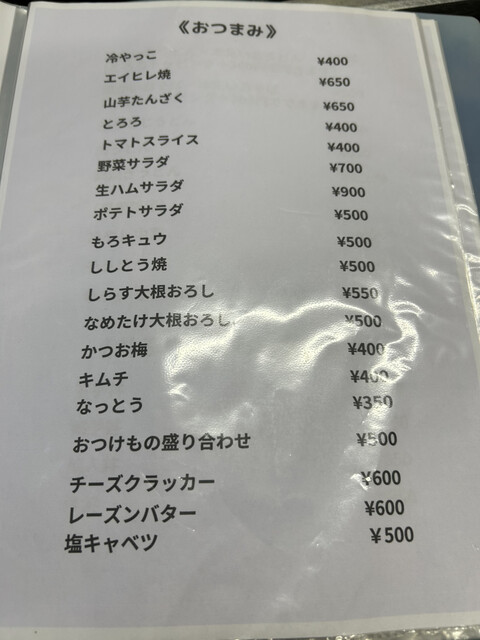 《おつまみ》
冷やっこ ¥400
エイヒレ焼 ¥650
山芋たんざく ¥650
とろろ ¥400
トマトスライス ¥400
野菜サラダ ¥700
生ハムサラダ ¥900
ポテトサラダ ¥500
もろキュウ ¥500
ししとう焼 ¥500
しらす大根おろし ¥550
なめたけ大根おろし ¥500
かつお梅 ¥400
キムチ ¥400
なっとう ¥350
おつけもの盛り合わせ ¥500
チーズクラッカー ¥600
レーズンバター ¥600
塩キャベツ ¥500